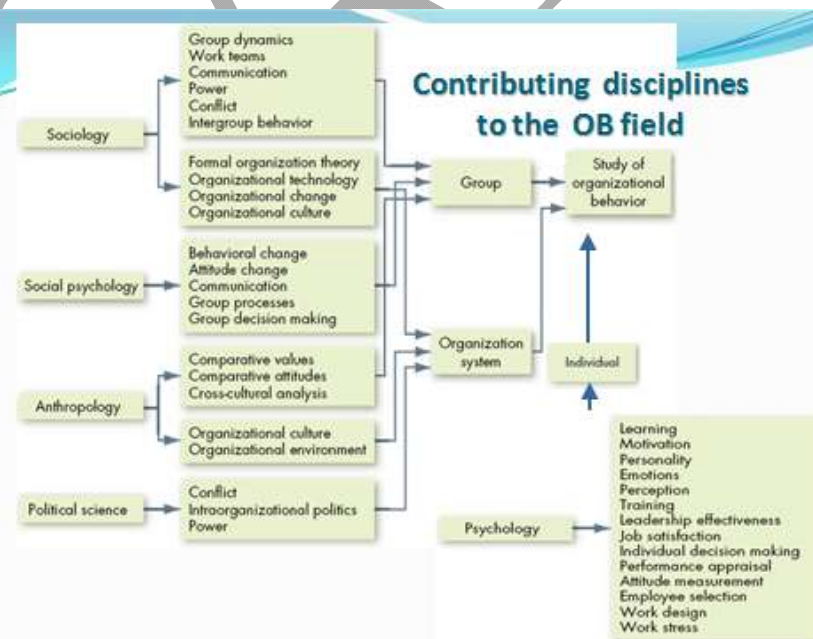 Contributing disciplines
to the OB field
Sociology
Group dynamics
Work teams
Communication
Power
Conflict
Intergroup behavior
Formal organization theory
Organizational technology
Organizational change
Organizational culture
Group
Study of
organizational
behavior
Social psychology
Behavioral change
Attitude change
Communication
Group processes
Group decision making
Organization
system
Individual
Anthropology
Comparative values
Comparative attitudes
Cross-cultural analysis
Organizational culture
Organizational environment
Political science
Conflict
Intraorganizational politics
Power
Psychology
Learning
Motivation
Personality
Emotions
Perception
Training
Leadership effectiveness
Job satisfaction
Individual decision making
Performance appraisal
Attitude measurement
Employee selection
Work design
Work stress